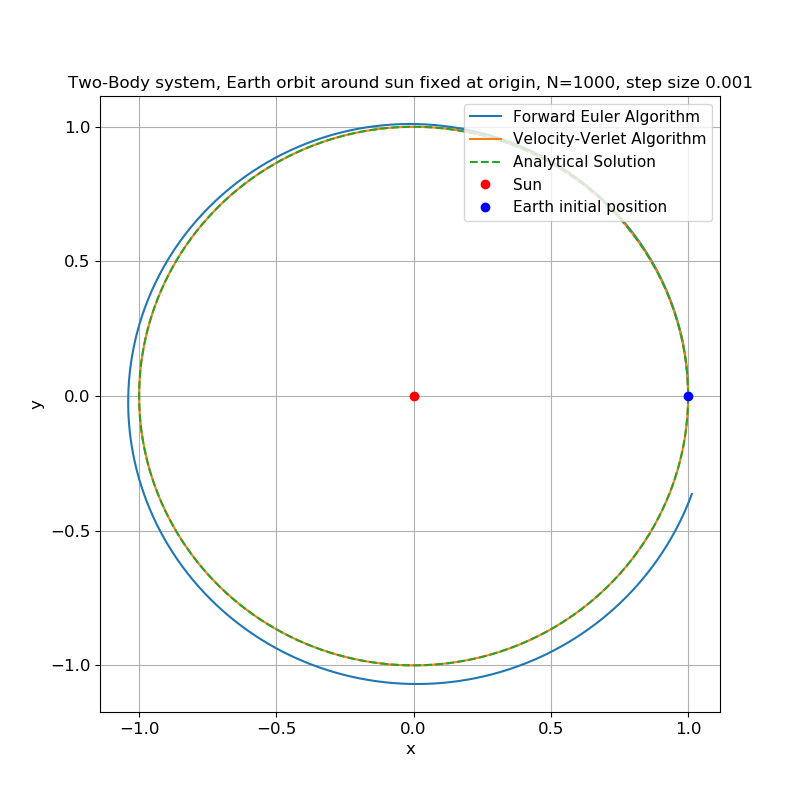 Two-Body system, Earth orbit around sun fixed at origin, N=1000, step size 0.001
Forward Euler Algorithm
Velocity-Verlet Algorithm
Analytical Solution
Sun
Earth initial position
1.0
0.5
0.0
−0.5
−1.0
y
−1.0 −0.5 0.0 0.5 1.0
x